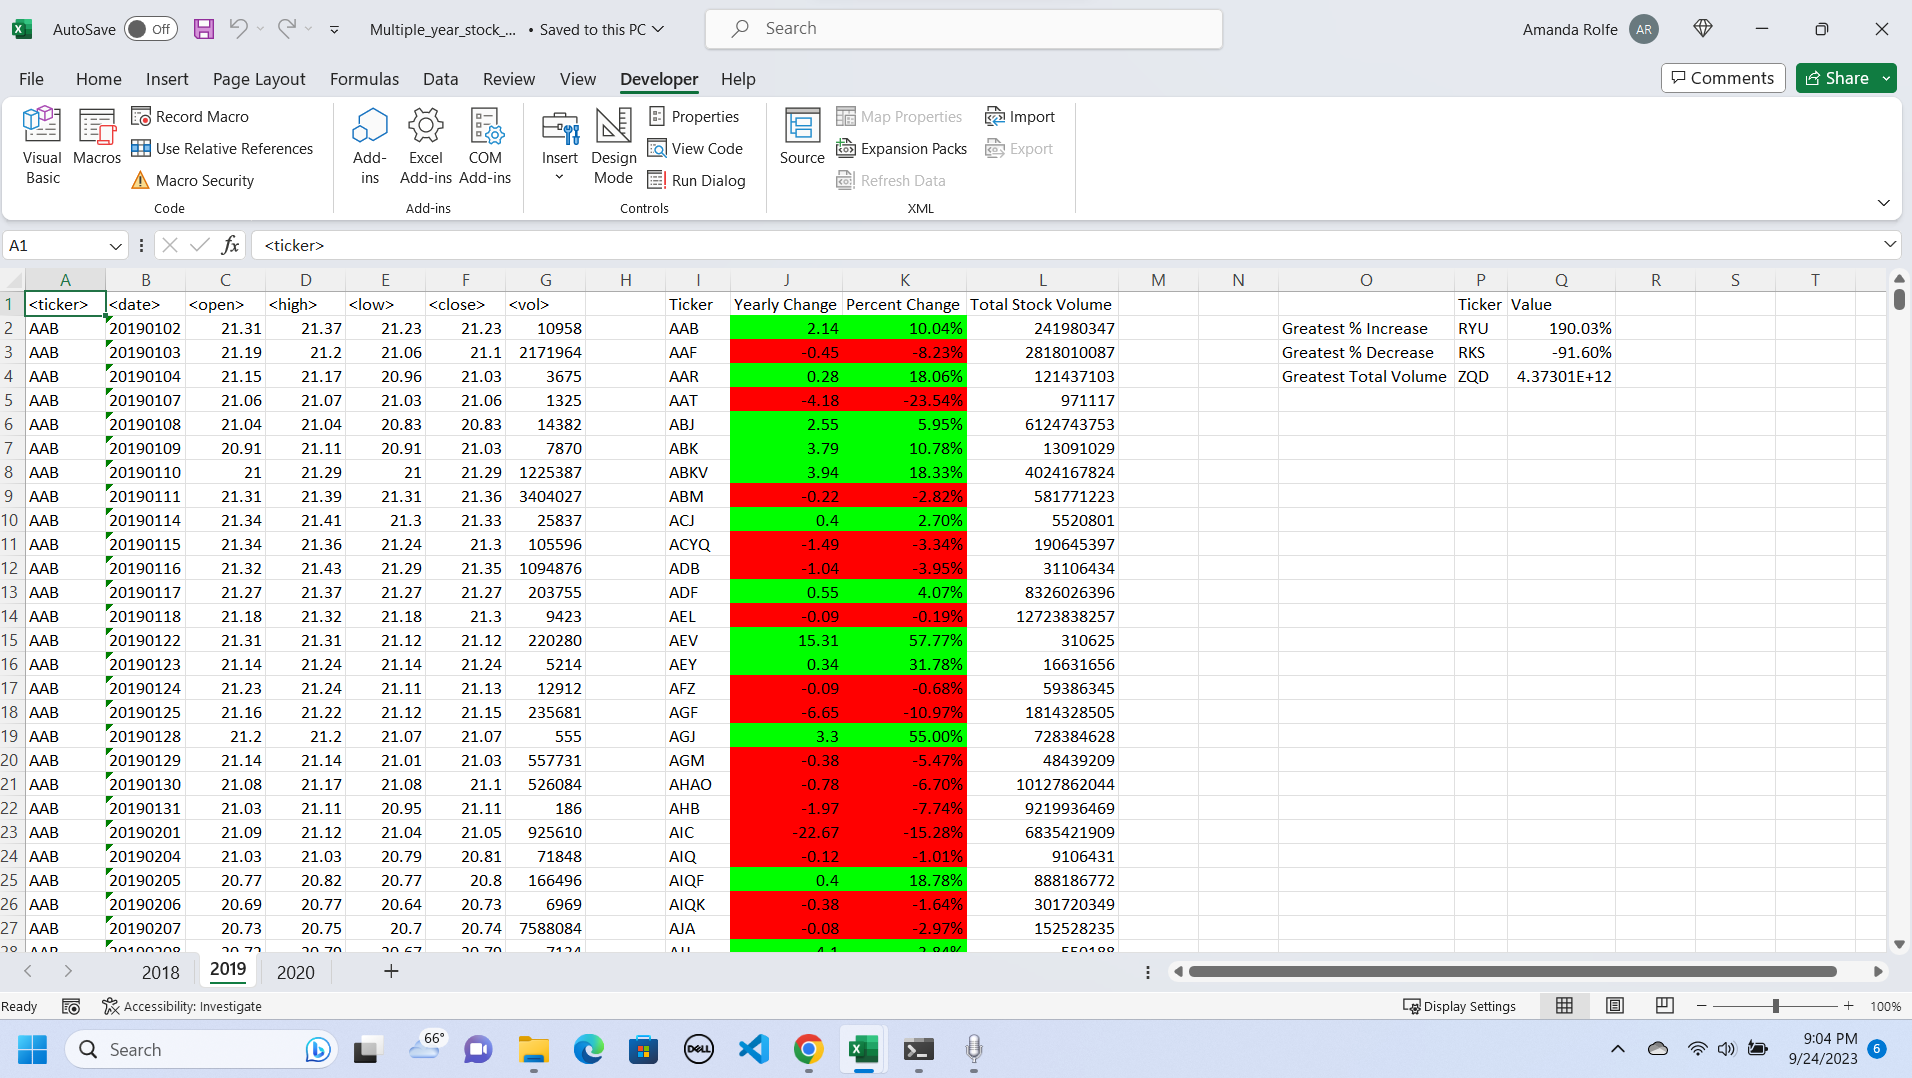 AutoSave Off Multiple_year_stock_... • Saved to this PC Search Amanda Rolfe AR
File Home Insert Page Layout Formulas Data Review View Developer Help Comments Share
Visual Basic Macros Record Macro Use Relative References Macro Security Code
Add-ins Excel Add-ins COM Add-ins Add-ins
Insert Design Mode Properties View Code Run Dialog Controls
Source Map Properties Expansion Packs Refresh Data Import Export XML
A1 fx <ticker>
A B C D E F G H I J K L M N O P Q R S T
1 <ticker> <date> <open> <high> <low> <close> <vol> Ticker Yearly Change Percent Change Total Stock Volume Ticker Value
2 AAB 20190102 21.31 21.37 21.23 21.23 10958 AAB 2.14 10.04% 241980347 Greatest % Increase RYU 190.03%
3 AAB 20190103 21.19 21.2 21.06 21.1 2171964 AAF -0.45 -8.23% 2818010087 Greatest % Decrease RKS -91.60%
4 AAB 20190104 21.15 21.17 20.96 21.03 3675 AAR 0.28 18.06% 121437103 Greatest Total Volume ZQD 4.37301E+12
5 AAB 20190107 21.06 21.07 21.03 21.06 1325 AAT -4.18 -23.54% 971117
6 AAB 20190108 21.04 21.04 20.83 20.83 14382 ABJ 2.55 5.95% 6124743753
7 AAB 20190109 20.91 21.11 20.91 21.03 7870 ABK 3.79 10.78% 13091029
8 AAB 20190110 21 21.29 21 21.29 1225387 ABKV 3.94 18.33% 4024167824
9 AAB 20190111 21.31 21.39 21.31 21.36 3404027 ABM -0.22 -2.82% 581771223
10 AAB 20190114 21.34 21.41 21.3 21.33 25837 ACJ 0.4 2.70% 5520801
11 AAB 20190115 21.34 21.36 21.24 21.3 105596 ACYQ -1.49 -3.34% 190645397
12 AAB 20190116 21.32 21.43 21.29 21.35 1094876 ADB -1.04 -3.95% 31106434
13 AAB 20190117 21.27 21.37 21.27 21.27 203755 ADF 0.55 4.07% 8326026396
14 AAB 20190118 21.18 21.32 21.18 21.3 9423 AEL -0.09 -0.19% 12723838257
15 AAB 20190122 21.31 21.31 21.12 21.12 220280 AEV 15.31 57.77% 310625
16 AAB 20190123 21.14 21.24 21.14 21.24 5214 AEY 0.34 31.78% 16631656
17 AAB 20190124 21.23 21.24 21.11 21.13 12912 AFZ -0.09 -0.68% 59386345
18 AAB 20190125 21.16 21.22 21.12 21.15 235681 AGF -6.65 -10.97% 1814328505
19 AAB 20190128 21.2 21.2 21.07 21.07 555 AGJ 3.3 55.00% 728384628
20 AAB 20190129 21.14 21.14 21.01 21.03 557731 AGM -0.38 -5.47% 48439209
21 AAB 20190130 21.08 21.17 21.08 21.1 526084 AHAO -0.78 -6.70% 10127862044
22 AAB 20190131 21.03 21.11 20.95 21.11 186 AHB -1.97 -7.74% 9219936469
23 AAB 20190201 21.09 21.12 21.04 21.05 925610 AIC -22.67 -15.28% 6835421909
24 AAB 20190204 21.03 21.03 20.79 20.81 71848 AIQ -0.12 -1.01% 9106431
25 AAB 20190205 20.77 20.82 20.77 20.8 166496 AIQF 0.4 18.78% 888186772
26 AAB 20190206 20.69 20.77 20.64 20.73 6969 AIQK -0.38 -1.64% 301720349
27 AAB 20190207 20.73 20.75 20.7 20.74 7588084 AJA -0.08 -2.97% 152528235
28 AAB 20190208
2018 2019 2020
Ready Accessibility: Investigate Display Settings 100%
Search 66° DELL 9:04 PM
9/24/2023 6